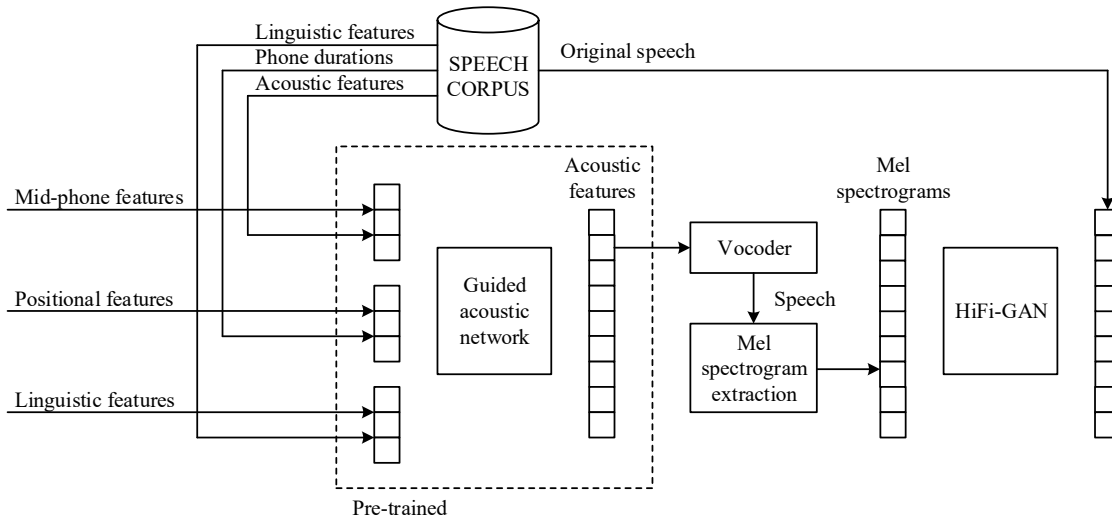 Linguistic features
Phone durations
Acoustic features
SPEECH
CORPUS
Original speech
Mid-phone features
Positional features
Linguistic features
Guided
acoustic
network
Acoustic
features
Pre-trained
Vocoder
Speech
Mel
spectrogram
extraction
Mel
spectrograms
HiFi-GAN